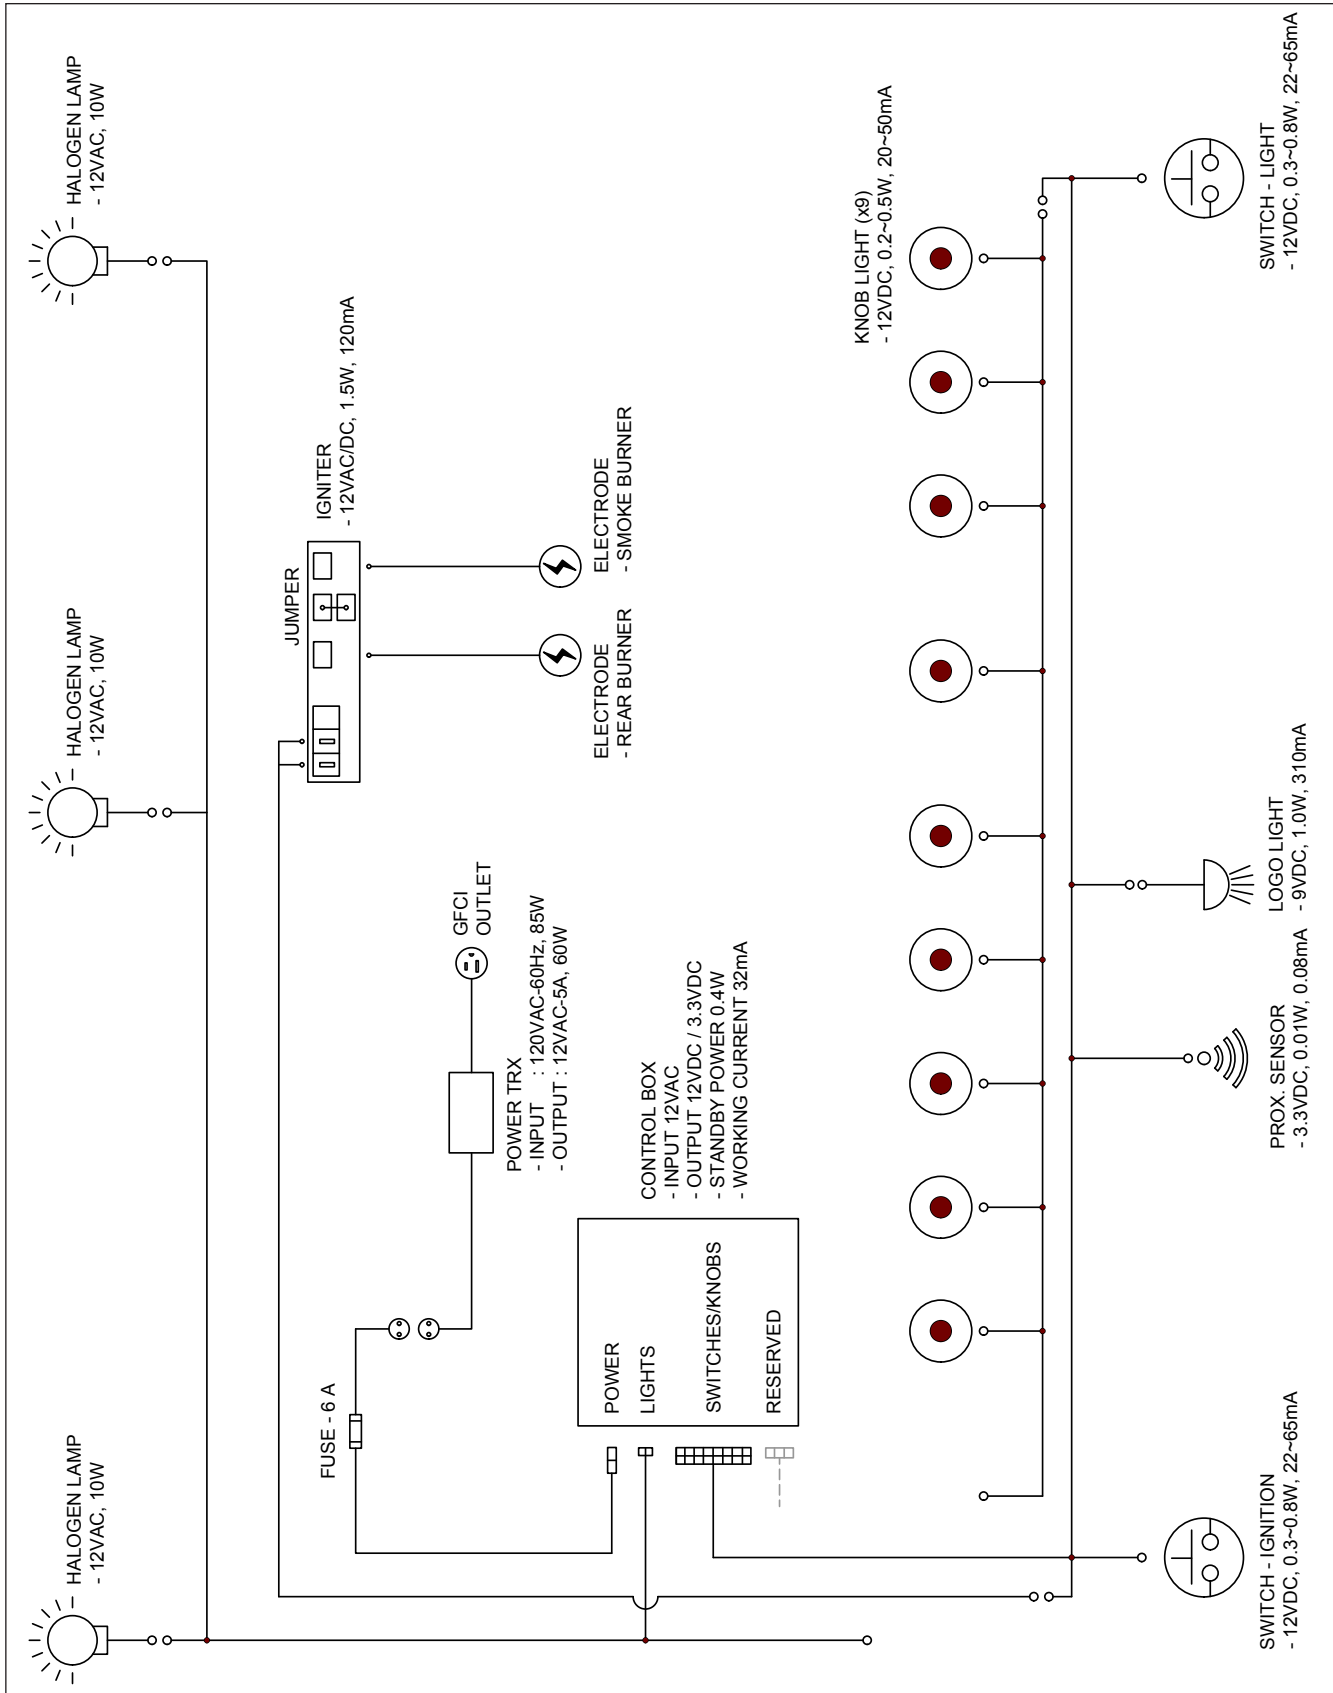 HALOGEN LAMP
- 12VAC, 10W
HALOGEN LAMP
- 12VAC, 10W
HALOGEN LAMP
- 12VAC, 10W
FUSE - 6 A
JUMPER
IGNITER
- 12VAC/DC, 1.5W, 120mA
GFCI
OUTLET
POWER TRX
- INPUT : 120VAC-60Hz, 85W
- OUTPUT : 12VAC-5A, 60W
ELECTRODE
- REAR BURNER
ELECTRODE
- SMOKE BURNER
CONTROL BOX
- INPUT 12VAC
- OUTPUT 12VDC / 3.3VDC
- STANDBY POWER 0.4W
- WORKING CURRENT 32mA
POWER
LIGHTS
SWITCHES/KNOBS
RESERVED
KNOB LIGHT (x9)
- 12VDC, 0.2~0.5W, 20~50mA
SWITCH - IGNITION
- 12VDC, 0.3~0.8W, 22~65mA
PROX. SENSOR
- 3.3VDC, 0.01W, 0.08mA
LOGO LIGHT
- 9VDC, 1.0W, 310mA
SWITCH - LIGHT
- 12VDC, 0.3~0.8W, 22~65mA